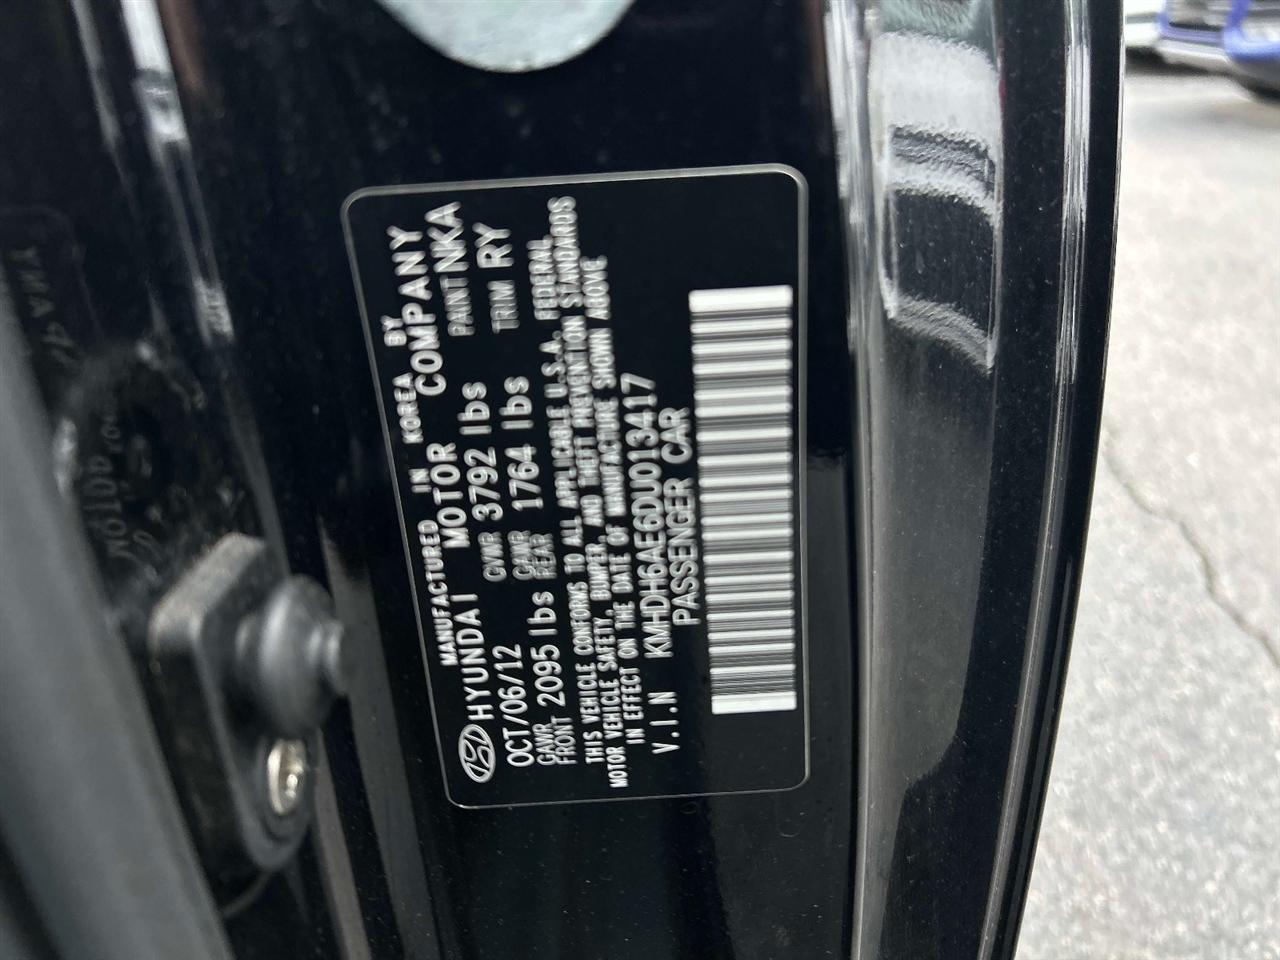 MANUFACTURED IN KOREA BY
HYUNDAI MOTOR COMPANY
OCT/06/12 GVWR 3792 lbs PAINT NKA
GAWR FRONT 2095 lbs GAWR REAR 1764 lbs TRIM RY
THIS VEHICLE CONFORMS TO ALL APPLICABLE U.S.A. FEDERAL
MOTOR VEHICLE SAFETY, BUMPER, AND THEFT PREVENTION STANDARDS
IN EFFECT ON THE DATE OF MANUFACTURE SHOWN ABOVE
V.I.N KMHDH6AE6DU013417
PASSENGER CAR